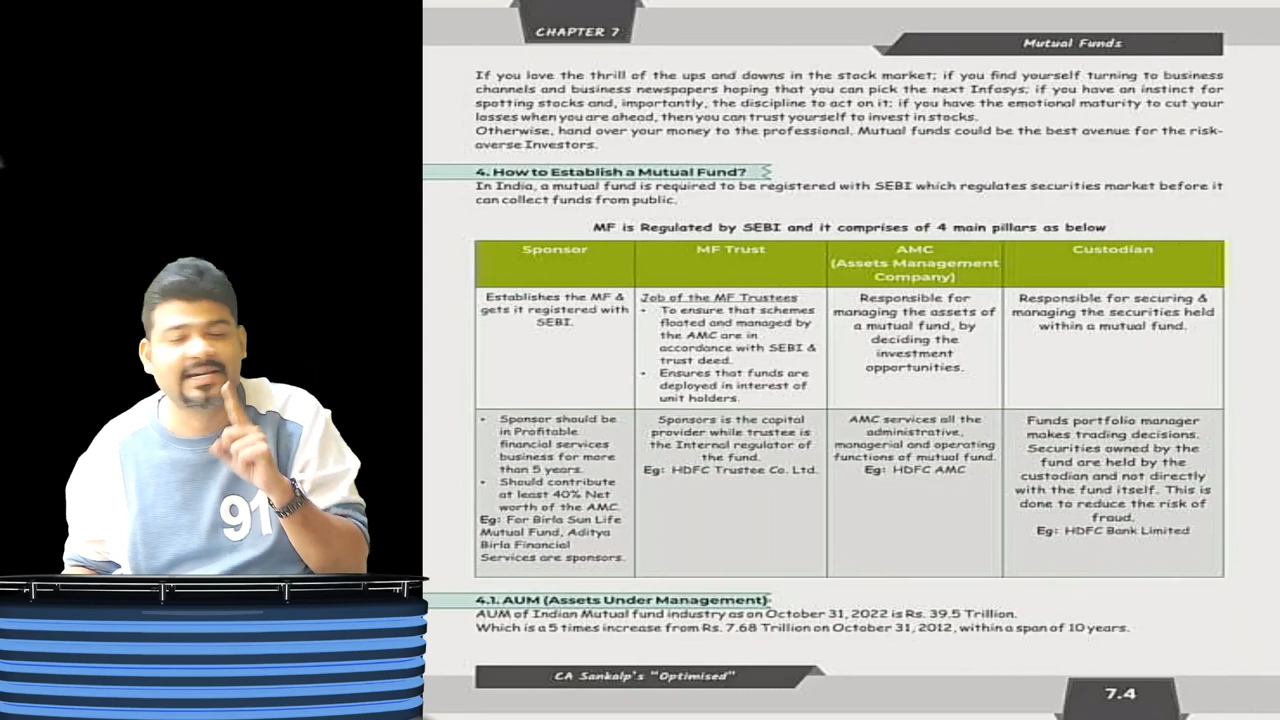 CHAPTER 7
Mutual Funds
If you love the thrill of the ups and downs in the stock market; if you find yourself turning to business
channels and business newspapers hoping that you can pick the next Infosys; if you have an instinct for
spotting stocks and, importantly, the discipline to act on it; if you have the emotional maturity to cut your
losses when you are ahead, then you can trust yourself to invest in stocks.
Otherwise, hand over your money to the professional. Mutual funds could be the best avenue for the risk-
averse Investors.
4. How to Establish a Mutual Fund?
In India, a mutual fund is required to be registered with SEBI which regulates securities market before it
can collect funds from public.
MF is Regulated by SEBI and it comprises of 4 main pillars as below
Sponsor
MF Trust
AMC
(Assets Management
Company)
Custodian
Establishes the MF &
gets it registered with
SEBI.
Job of the MF Trustees
• To ensure that schemes
floated and managed by
the AMC are in
accordance with SEBI &
trust deed.
• Ensures that funds are
deployed in interest of
unit holders.
Responsible for
managing the assets of
a mutual fund, by
deciding the
investment
opportunities.
Responsible for securing &
managing the securities held
within a mutual fund.
• Sponsor should be
in Profitable
financial services
business for more
than 5 years.
• Should contribute
at least 40% Net
worth of the AMC.
Eg: For Birla Sun Life
Mutual Fund, Aditya
Birla Financial
Services are sponsors.
Sponsors is the capital
provider while trustee is
the Internal regulator of
the fund.
Eg: HDFC Trustee Co. Ltd.
AMC services all the
administrative,
managerial and operating
functions of mutual fund.
Eg: HDFC AMC
Funds portfolio manager
makes trading decisions.
Securities owned by the
fund are held by the
custodian and not directly
with the fund itself. This is
done to reduce the risk of
fraud.
Eg: HDFC Bank Limited
4.1. AUM (Assets Under Management)
AUM of Indian Mutual fund industry as on October 31, 2022 is Rs. 39.5 Trillion.
Which is a 5 times increase from Rs. 7.68 Trillion on October 31, 2012, within a span of 10 years.
CA Sankalp's "Optimised"
7.4
91